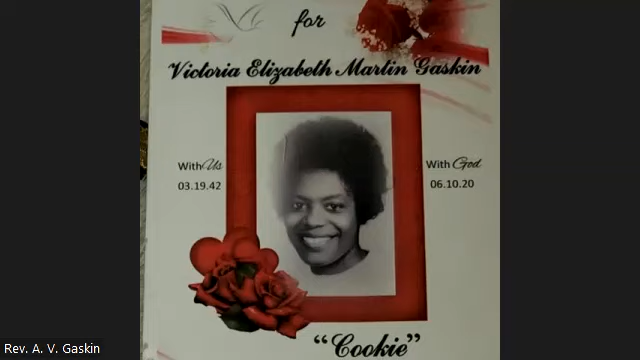 for
Victoria Elizabeth Martin Gaskin
With Us
03.19.42
With God
06.10.20
“Cookie”
Rev. A. V. Gaskin